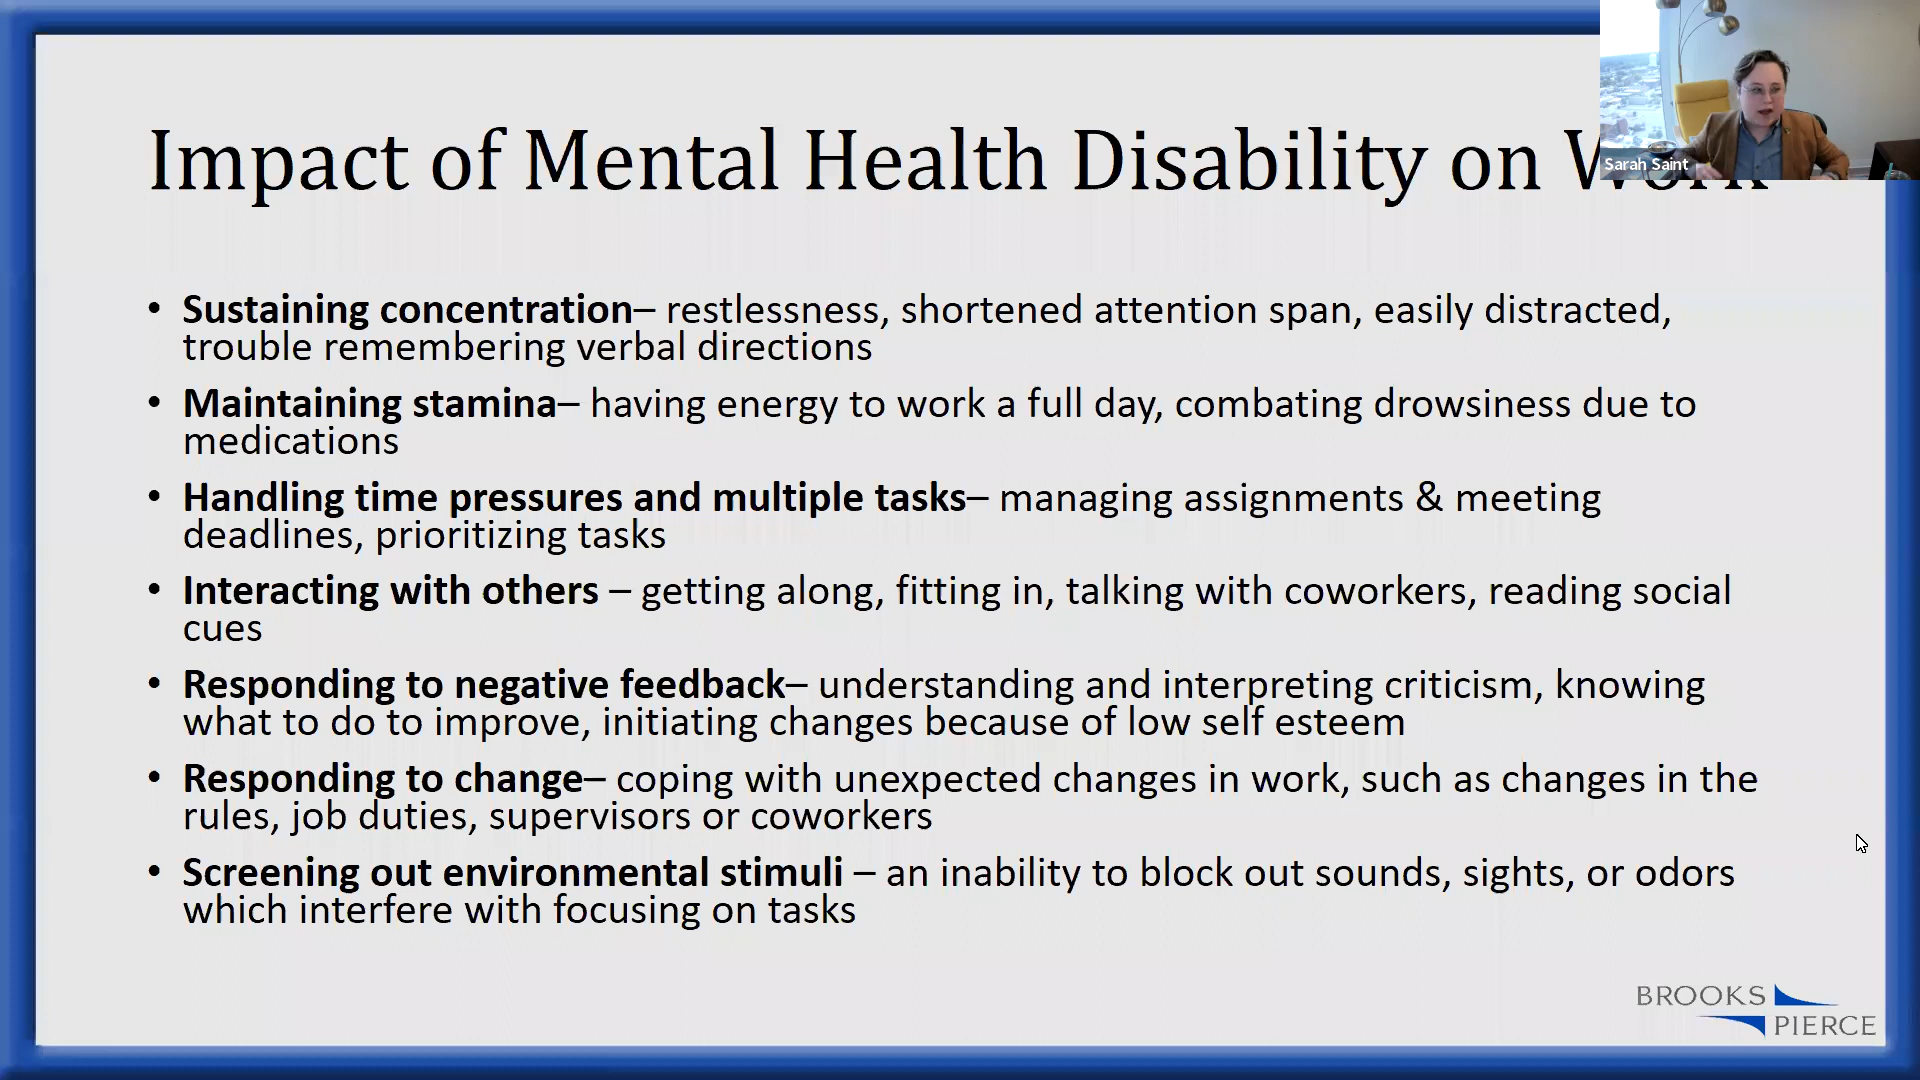 Impact of Mental Health Disability on Work
Sarah Saint
• Sustaining concentration– restlessness, shortened attention span, easily distracted,
trouble remembering verbal directions
• Maintaining stamina– having energy to work a full day, combating drowsiness due to
medications
• Handling time pressures and multiple tasks– managing assignments & meeting
deadlines, prioritizing tasks
• Interacting with others – getting along, fitting in, talking with coworkers, reading social
cues
• Responding to negative feedback– understanding and interpreting criticism, knowing
what to do to improve, initiating changes because of low self esteem
• Responding to change– coping with unexpected changes in work, such as changes in the
rules, job duties, supervisors or coworkers
• Screening out environmental stimuli – an inability to block out sounds, sights, or odors
which interfere with focusing on tasks
BROOKS
PIERCE